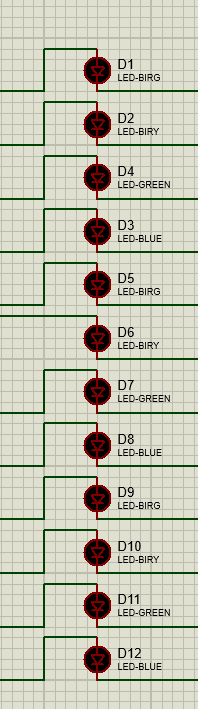 D1
LED-BIRG
D2
LED-BIRY
D4
LED-GREEN
D3
LED-BLUE
D5
LED-BIRG
D6
LED-BIRY
D7
LED-GREEN
D8
LED-BLUE
D9
LED-BIRG
D10
LED-BIRY
D11
LED-GREEN
D12
LED-BLUE